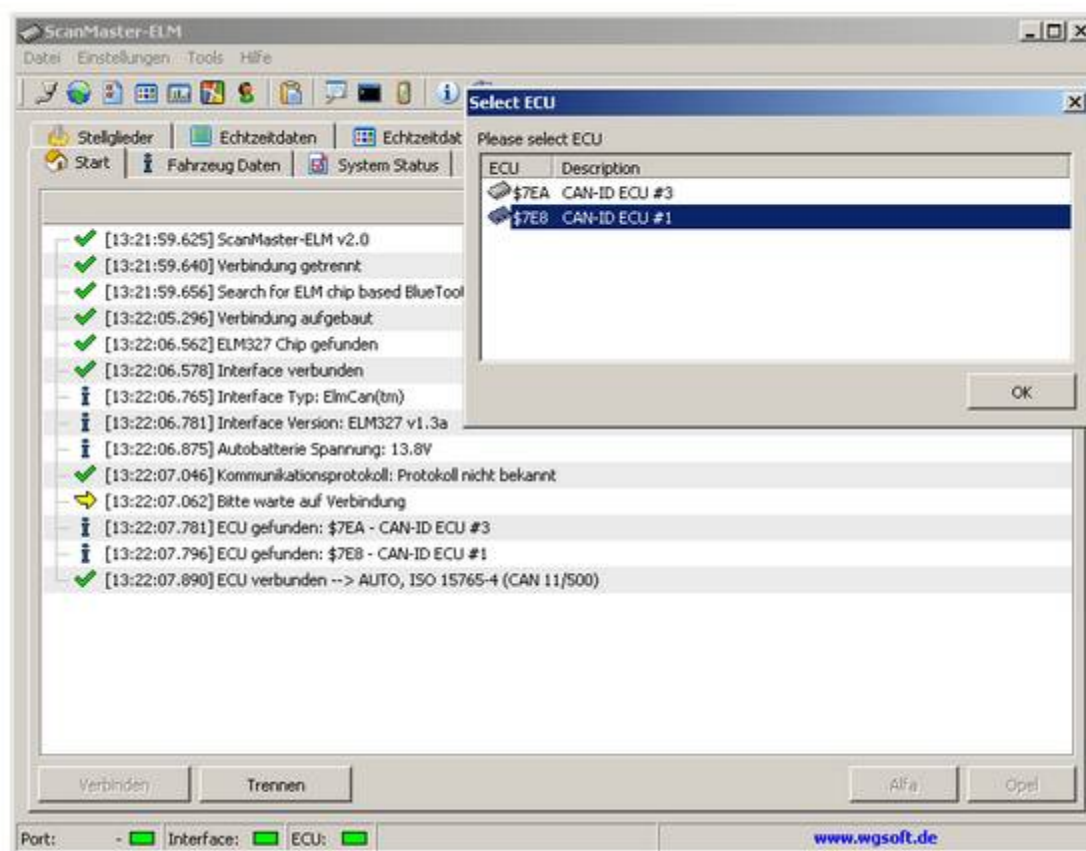 ScanMaster-ELM
Datei Einstellungen Tools Hilfe
Select ECU
Please select ECU
ECU Description
$7EA CAN-ID ECU #3
$7E8 CAN-ID ECU #1
OK
Stellglieder Echtzeitdaten Echtzeitdat
Start Fahrzeug Daten System Status
[13:21:59.625] ScanMaster-ELM v2.0
[13:21:59.640] Verbindung getrennt
[13:21:59.656] Search for ELM chip based BlueToo
[13:22:05.296] Verbindung aufgebaut
[13:22:06.562] ELM327 Chip gefunden
[13:22:06.578] Interface verbunden
[13:22:06.765] Interface Typ: ElmCan(tm)
[13:22:06.781] Interface Version: ELM327 v1.3a
[13:22:06.875] Autobatterie Spannung: 13.8V
[13:22:07.046] Kommunikationsprotokoll: Protokoll nicht bekannt
[13:22:07.062] Bitte warte auf Verbindung
[13:22:07.781] ECU gefunden: $7EA - CAN-ID ECU #3
[13:22:07.796] ECU gefunden: $7E8 - CAN-ID ECU #1
[13:22:07.890] ECU verbunden --> AUTO, ISO 15765-4 (CAN 11/500)
Verbinden Trennen Alfa Opel
Port: - Interface: ECU: www.wgsoft.de